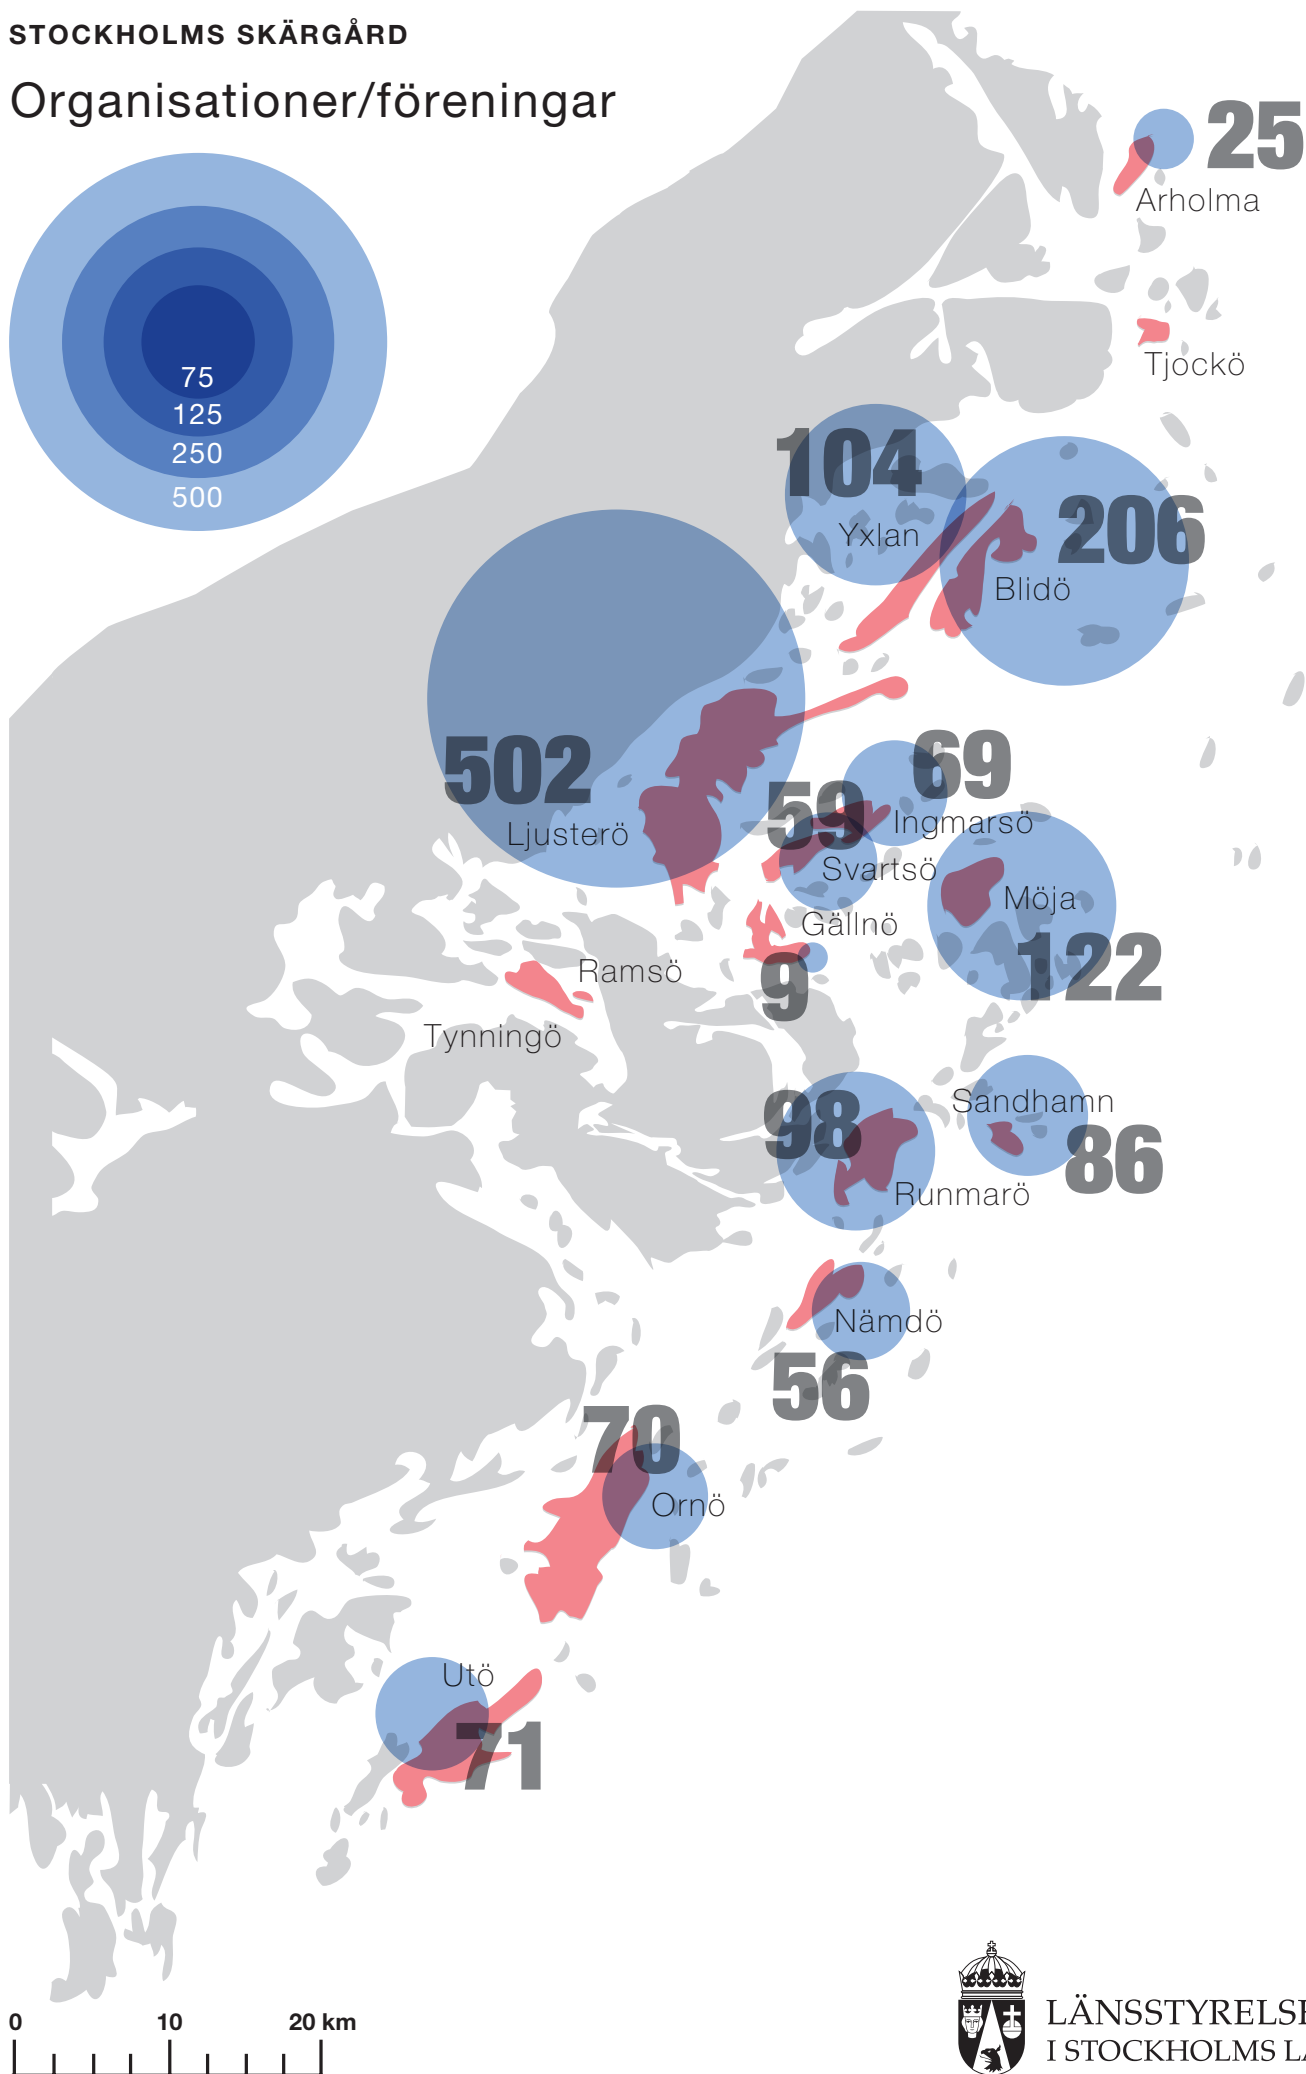 STOCKHOLMS SKÄRGÅRD
Organisationer/föreningar
75
125
250
500
25
Arholma
Tjockö
104
Yxlan
206
Blidö
502
Ljusterö
69
Ingmarsö
59
Svartsö
Möja
122
Gällnö
9
Ramsö
Tynningö
Sandhamn
86
98
Runmarö
Nämdö
56
70
Ornö
Utö
71
0 10 20 km
LÄNSSTYRELSE
I STOCKHOLMS LÄ